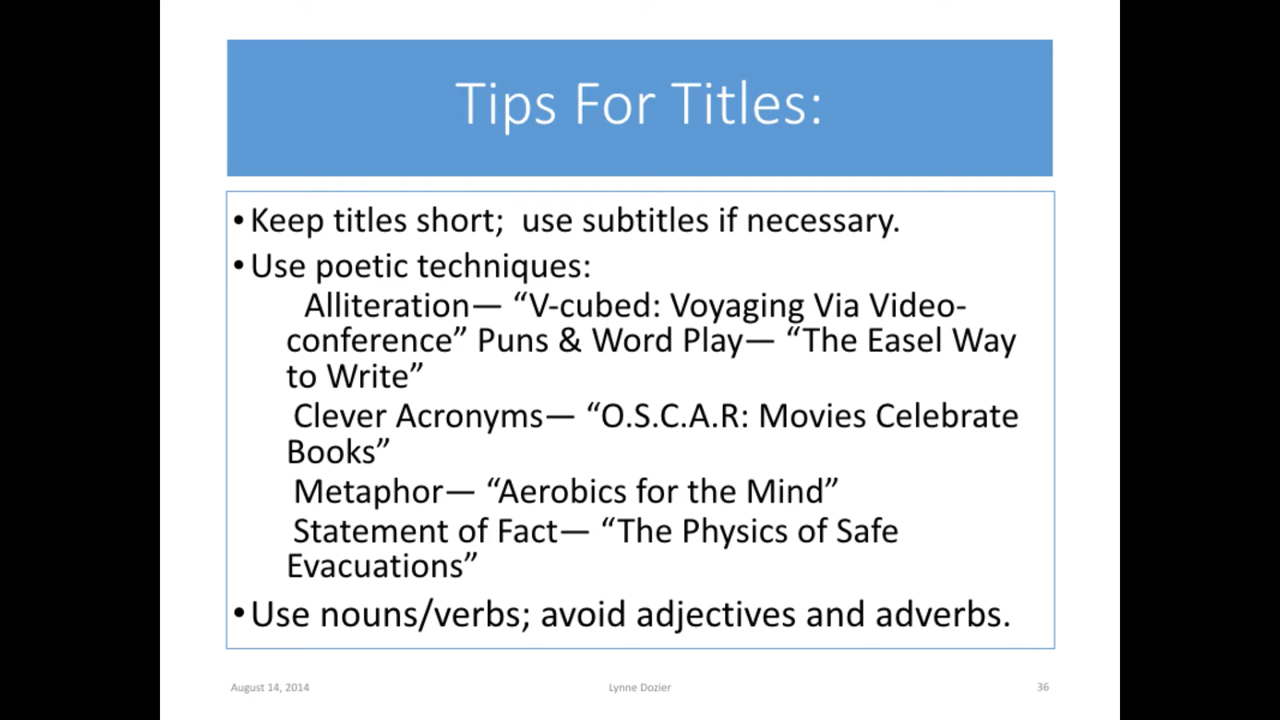 Tips For Titles:
•Keep titles short;  use subtitles if necessary.
•Use poetic techniques:
Alliteration— “V-cubed: Voyaging Via Video-
conference” Puns & Word Play— “The Easel Way
to Write”
Clever Acronyms— “O.S.C.A.R: Movies Celebrate
Books”
Metaphor— “Aerobics for the Mind”
Statement of Fact— “The Physics of Safe
Evacuations”
•Use nouns/verbs; avoid adjectives and adverbs.
August 14, 2014
Lynne Dozier
36